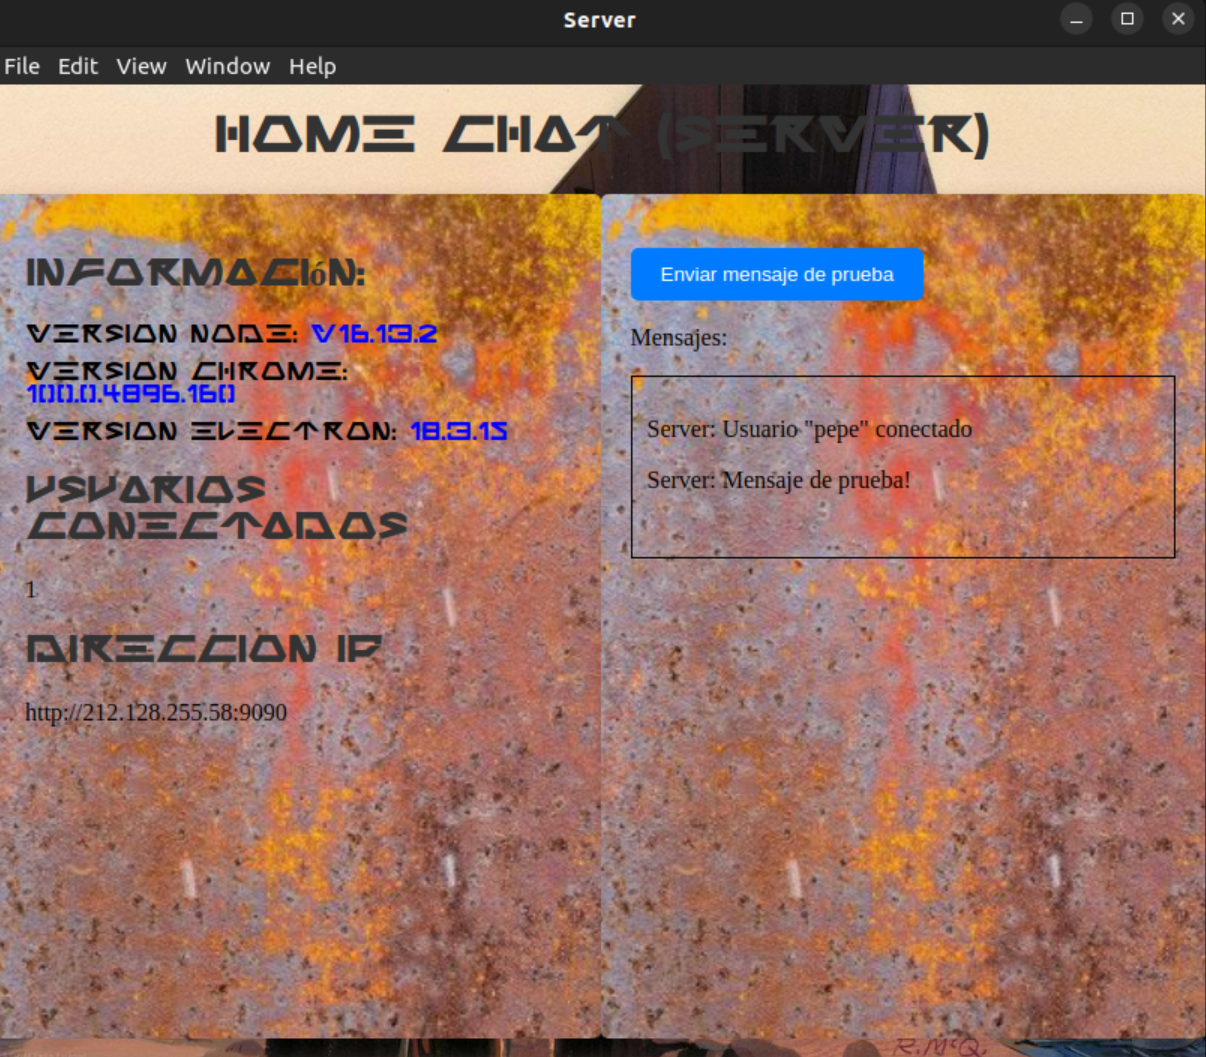 Server
File Edit View Window Help
HOME CHAT (SERVER)
INFORMACIóN:
VERSION NODE: V16.13.2
VERSION CHROME:
100.0.4896.160
VERSION ELECTRON: 18.3.15
USUARIOS
CONECTADOS
1
DIRECCION IP
http://212.128.255.58:9090
Enviar mensaje de prueba
Mensajes:
Server: Usuario "pepe" conectado
Server: Mensaje de prueba!
R. McQ.